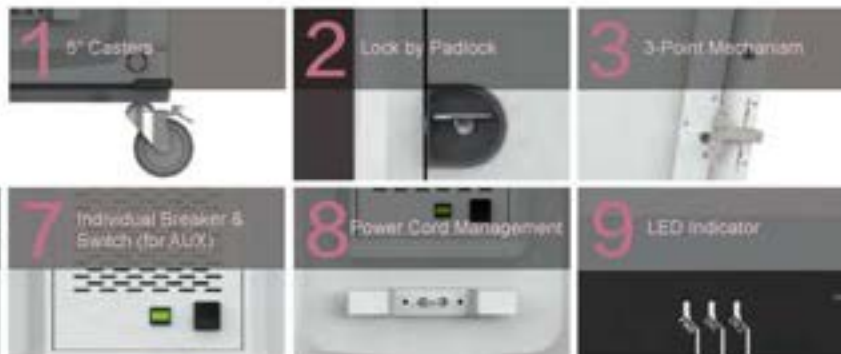 1
5" Casters
2
Lock by Padlock
3
3-Point Mechanism
7
Individual Breaker &
Switch (for AUX)
8
Power Cord Management
9
LED Indicator